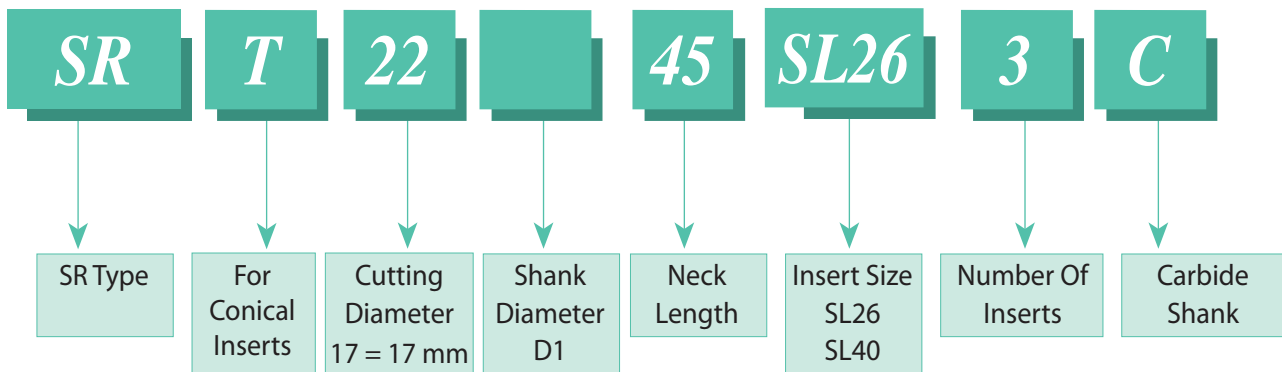 SR T 22 45 SL26 3 C
SR Type
For
Conical
Inserts
Cutting
Diameter
17 = 17 mm
Shank
Diameter
D1
Neck
Length
Insert Size
SL26
SL40
Number Of
Inserts
Carbide
Shank